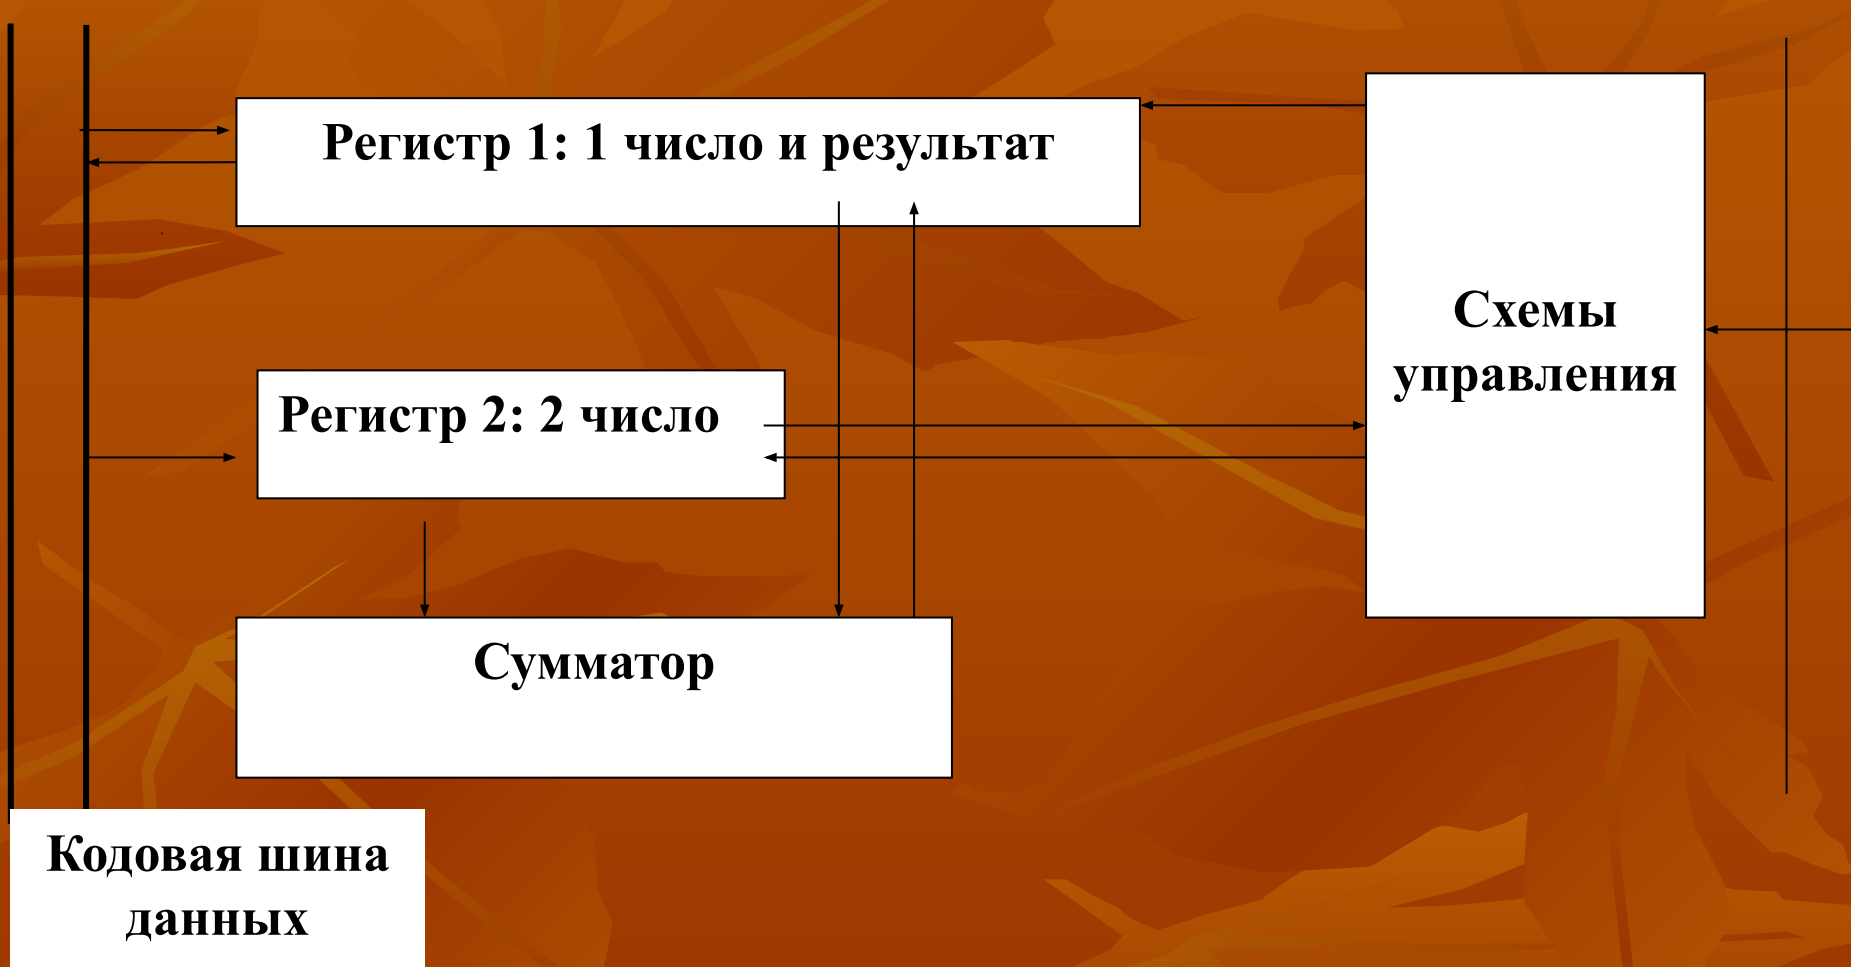 Регистр 1: 1 число и результат
Схемы
управления
Регистр 2: 2 число
Сумматор
Кодовая шина
данных